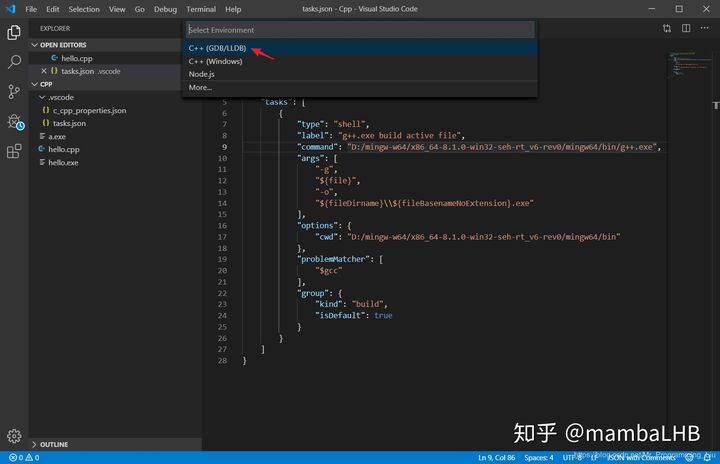 File Edit Selection View Go Debug Terminal Help
tasks.json - Cpp - Visual Studio Code
EXPLORER
OPEN EDITORS
hello.cpp
tasks.json .vscode
CPP
.vscode
c_cpp_properties.json
tasks.json
a.exe
hello.cpp
hello.exe
OUTLINE
Select Environment
C++ (GDB/LLDB)
C++ (Windows)
Node.js
More...
5 "tasks": [
6 {
7 "type": "shell",
8 "label": "g++.exe build active file",
9 "command": "D:/mingw-w64/x86_64-8.1.0-win32-seh-rt_v6-rev0/mingw64/bin/g++.exe",
10 "args": [
11 "-g",
12 "${file}",
13 "-o",
14 "${fileDirname}\\${fileBasenameNoExtension}.exe"
15 ],
16 "options": {
17 "cwd": "D:/mingw-w64/x86_64-8.1.0-win32-seh-rt_v6-rev0/mingw64/bin"
18 },
19 "problemMatcher": [
20 "$gcc"
21 ],
22 "group": {
23 "kind": "build",
24 "isDefault": true
25 }
26 }
27 ]
28 }
知乎 @mambaLHB
0 0
Ln 9, Col 86 Spaces: 4 UTF-8 LF JSON with Comments